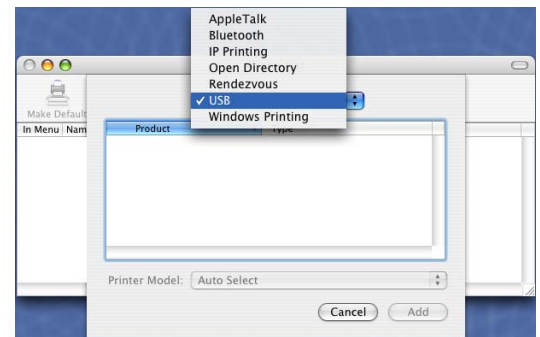 AppleTalk
Bluetooth
IP Printing
Open Directory
Rendezvous
✓ USB
Windows Printing
Make Default
In Menu
Product Type
Printer Model: Auto Select
Cancel Add